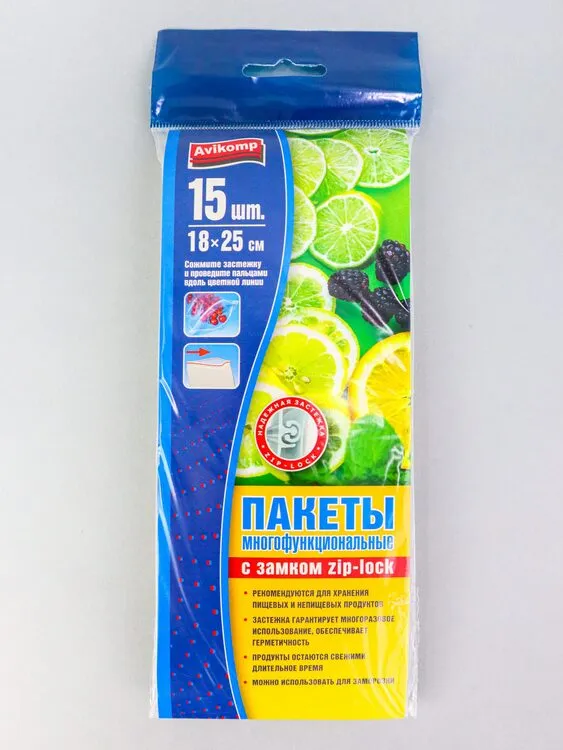 Avikomp
15 шт.
18×25 см
Сожмите застежку
и проведите пальцами
вдоль цветной линии
НАДЕЖНАЯ ЗАСТЕЖКА
ZIP-LOCK
ПАКЕТЫ
многофункциональные
с замком zip-lock
• РЕКОМЕНДУЮТСЯ ДЛЯ ХРАНЕНИЯ
ПИЩЕВЫХ И НЕПИЩЕВЫХ ПРОДУКТОВ
• ЗАСТЕЖКА ГАРАНТИРУЕТ МНОГОРАЗОВОЕ
ИСПОЛЬЗОВАНИЕ, ОБЕСПЕЧИВАЕТ
ГЕРМЕТИЧНОСТЬ
• ПРОДУКТЫ ОСТАЮТСЯ СВЕЖИМИ
ДЛИТЕЛЬНОЕ ВРЕМЯ
• МОЖНО ИСПОЛЬЗОВАТЬ ДЛЯ ЗАМОРОЗКИ